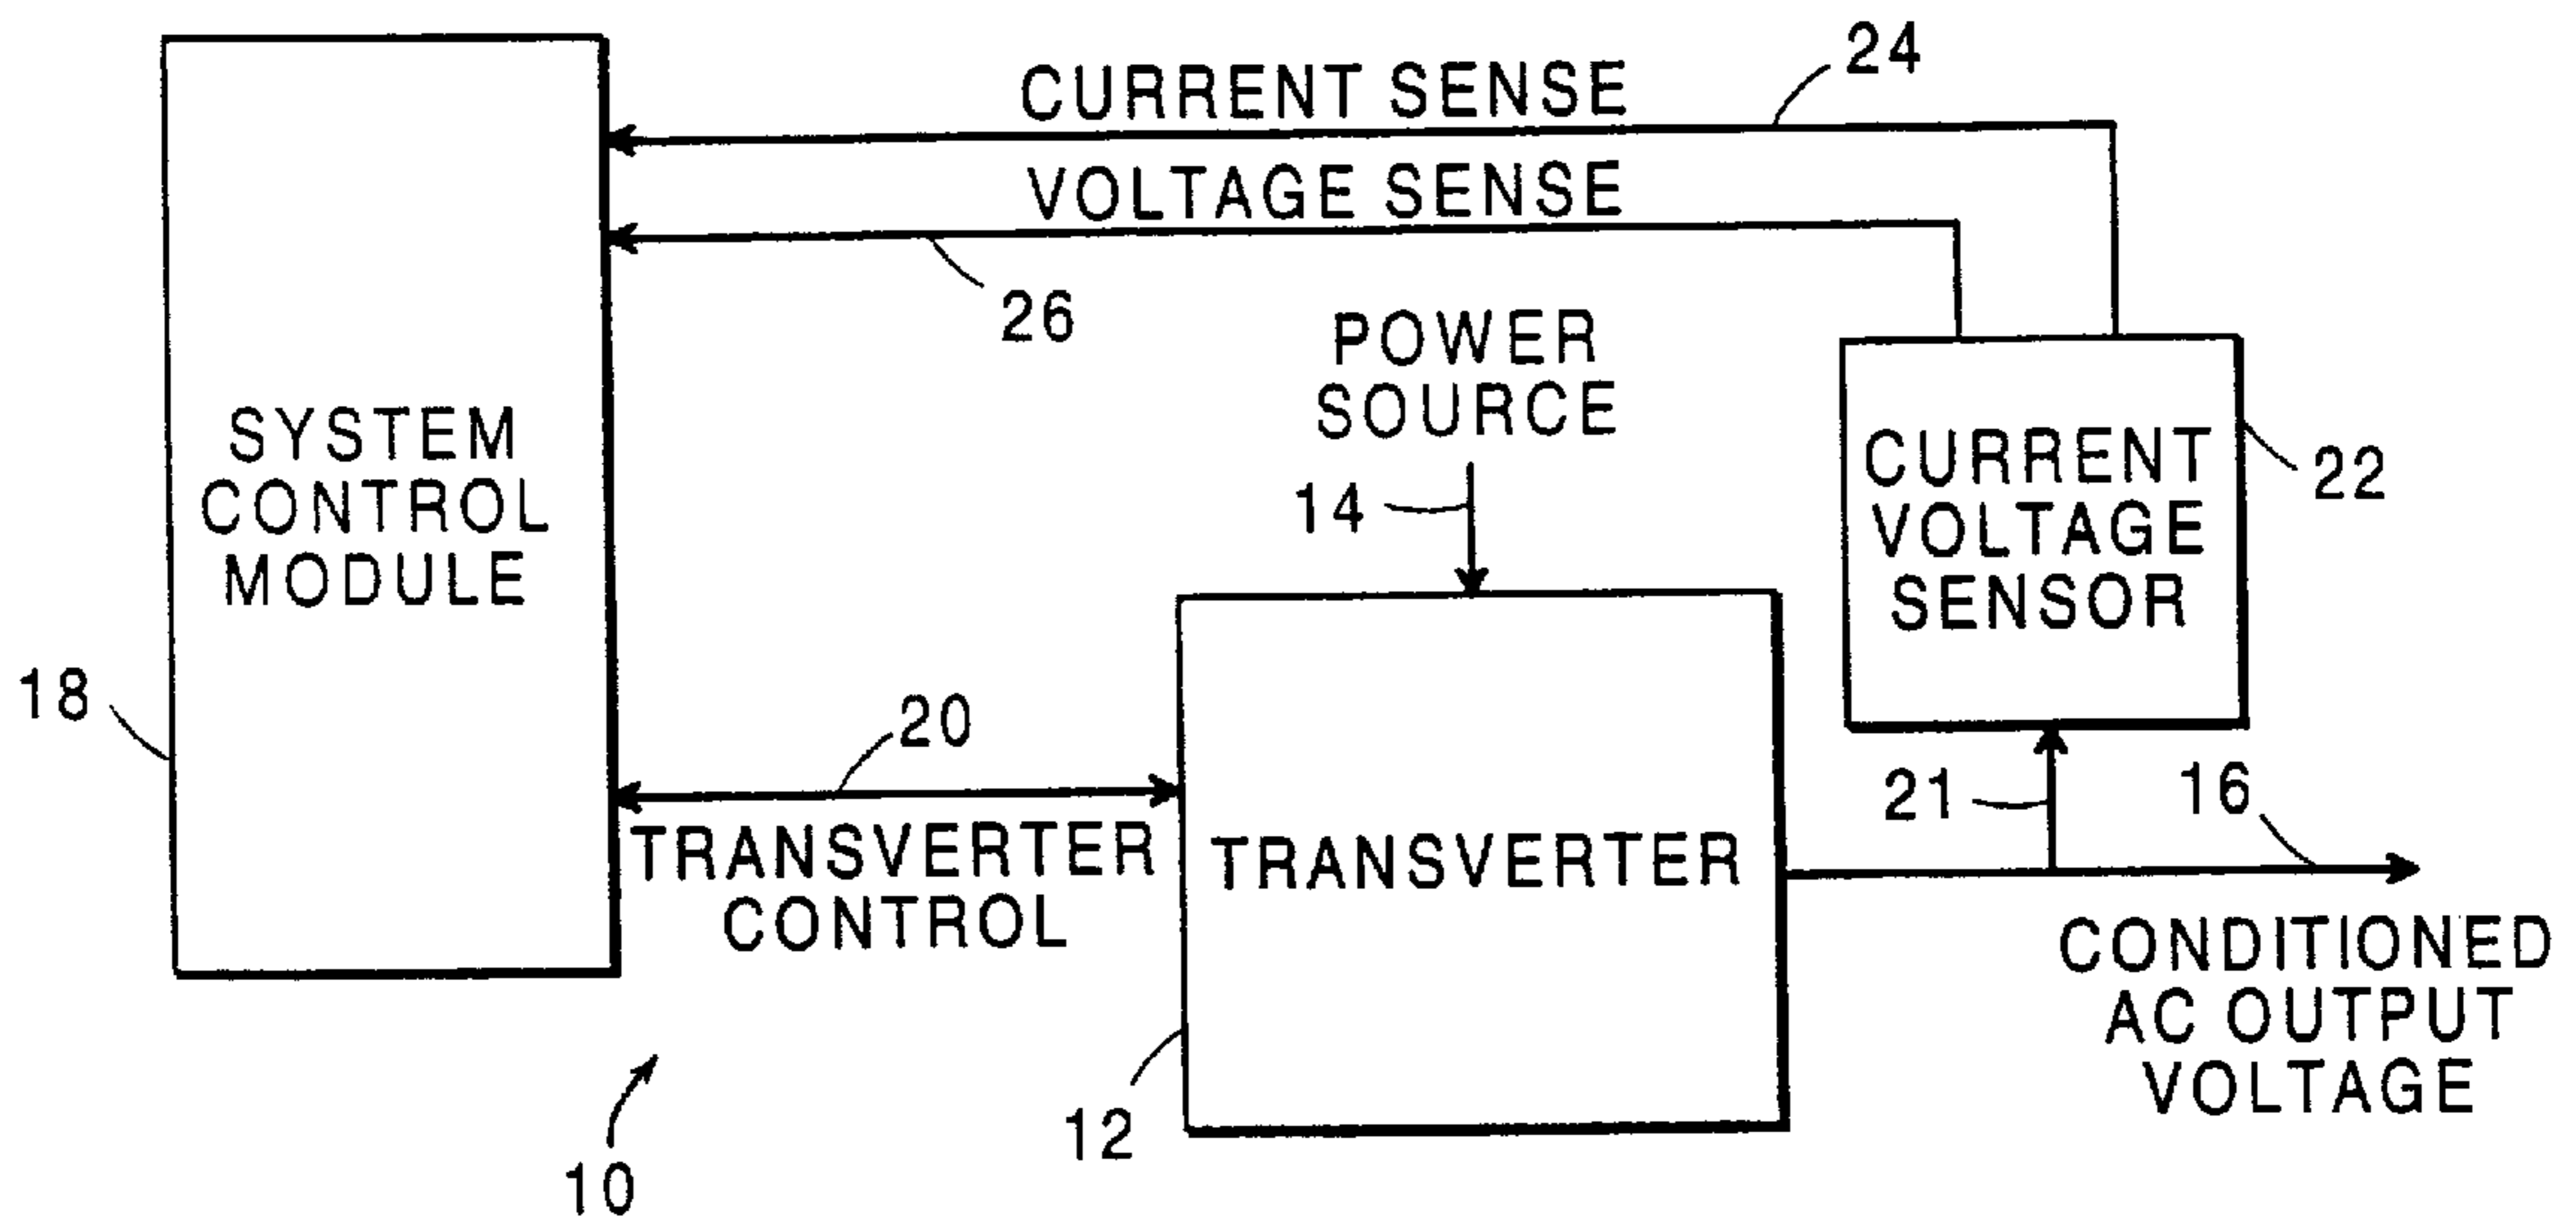 24
CURRENT SENSE
VOLTAGE SENSE
26
POWER
SOURCE
14
SYSTEM
CONTROL
MODULE
18
CURRENT
VOLTAGE
SENSOR
22
20
TRANSVERTER
CONTROL
TRANSVERTER
12
21
16
CONDITIONED
AC OUTPUT
VOLTAGE
10